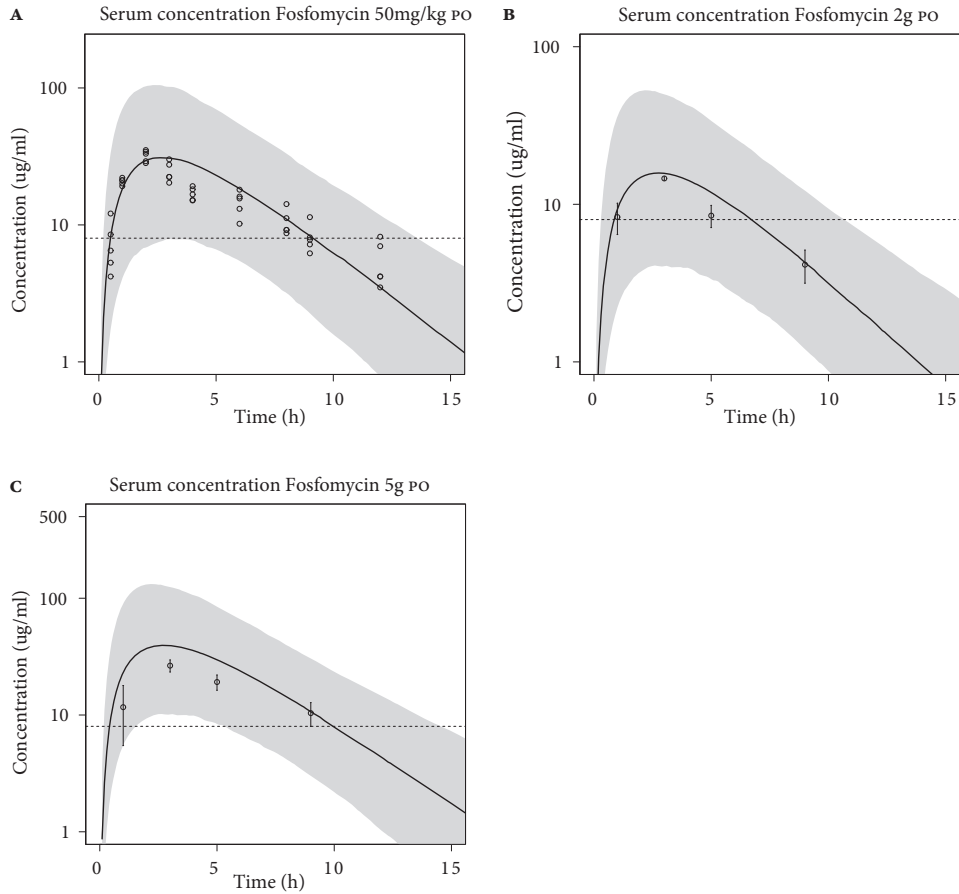 A Serum concentration Fosfomycin 50mg/kg PO
Concentration (ug/ml)
100
10
1
0 5 10 15
Time (h)
B Serum concentration Fosfomycin 2g PO
Concentration (ug/ml)
100
10
1
0 5 10 15
Time (h)
C Serum concentration Fosfomycin 5g PO
Concentration (ug/ml)
500
100
10
1
0 5 10 15
Time (h)